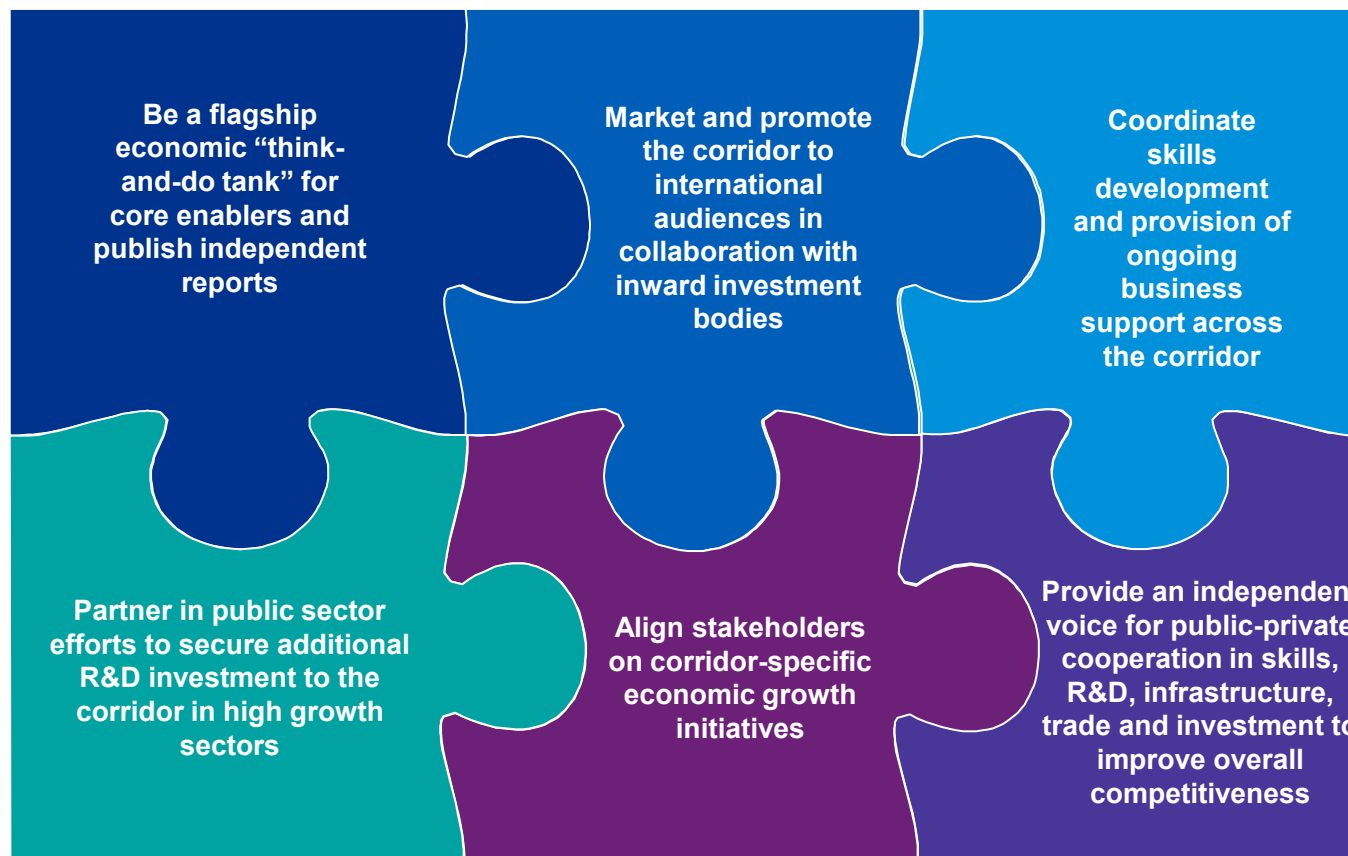 Be a flagship
economic “think-
and-do tank” for
core enablers and
publish independent
reports
Market and promote
the corridor to
international
audiences in
collaboration with
inward investment
bodies
Coordinate
skills
development
and provision of
ongoing
business
support across
the corridor
Partner in public sector
efforts to secure additional
R&D investment to the
corridor in high growth
sectors
Align stakeholders
on corridor-specific
economic growth
initiatives
Provide an independen
voice for public-private
cooperation in skills,
R&D, infrastructure,
trade and investment to
improve overall
competitiveness